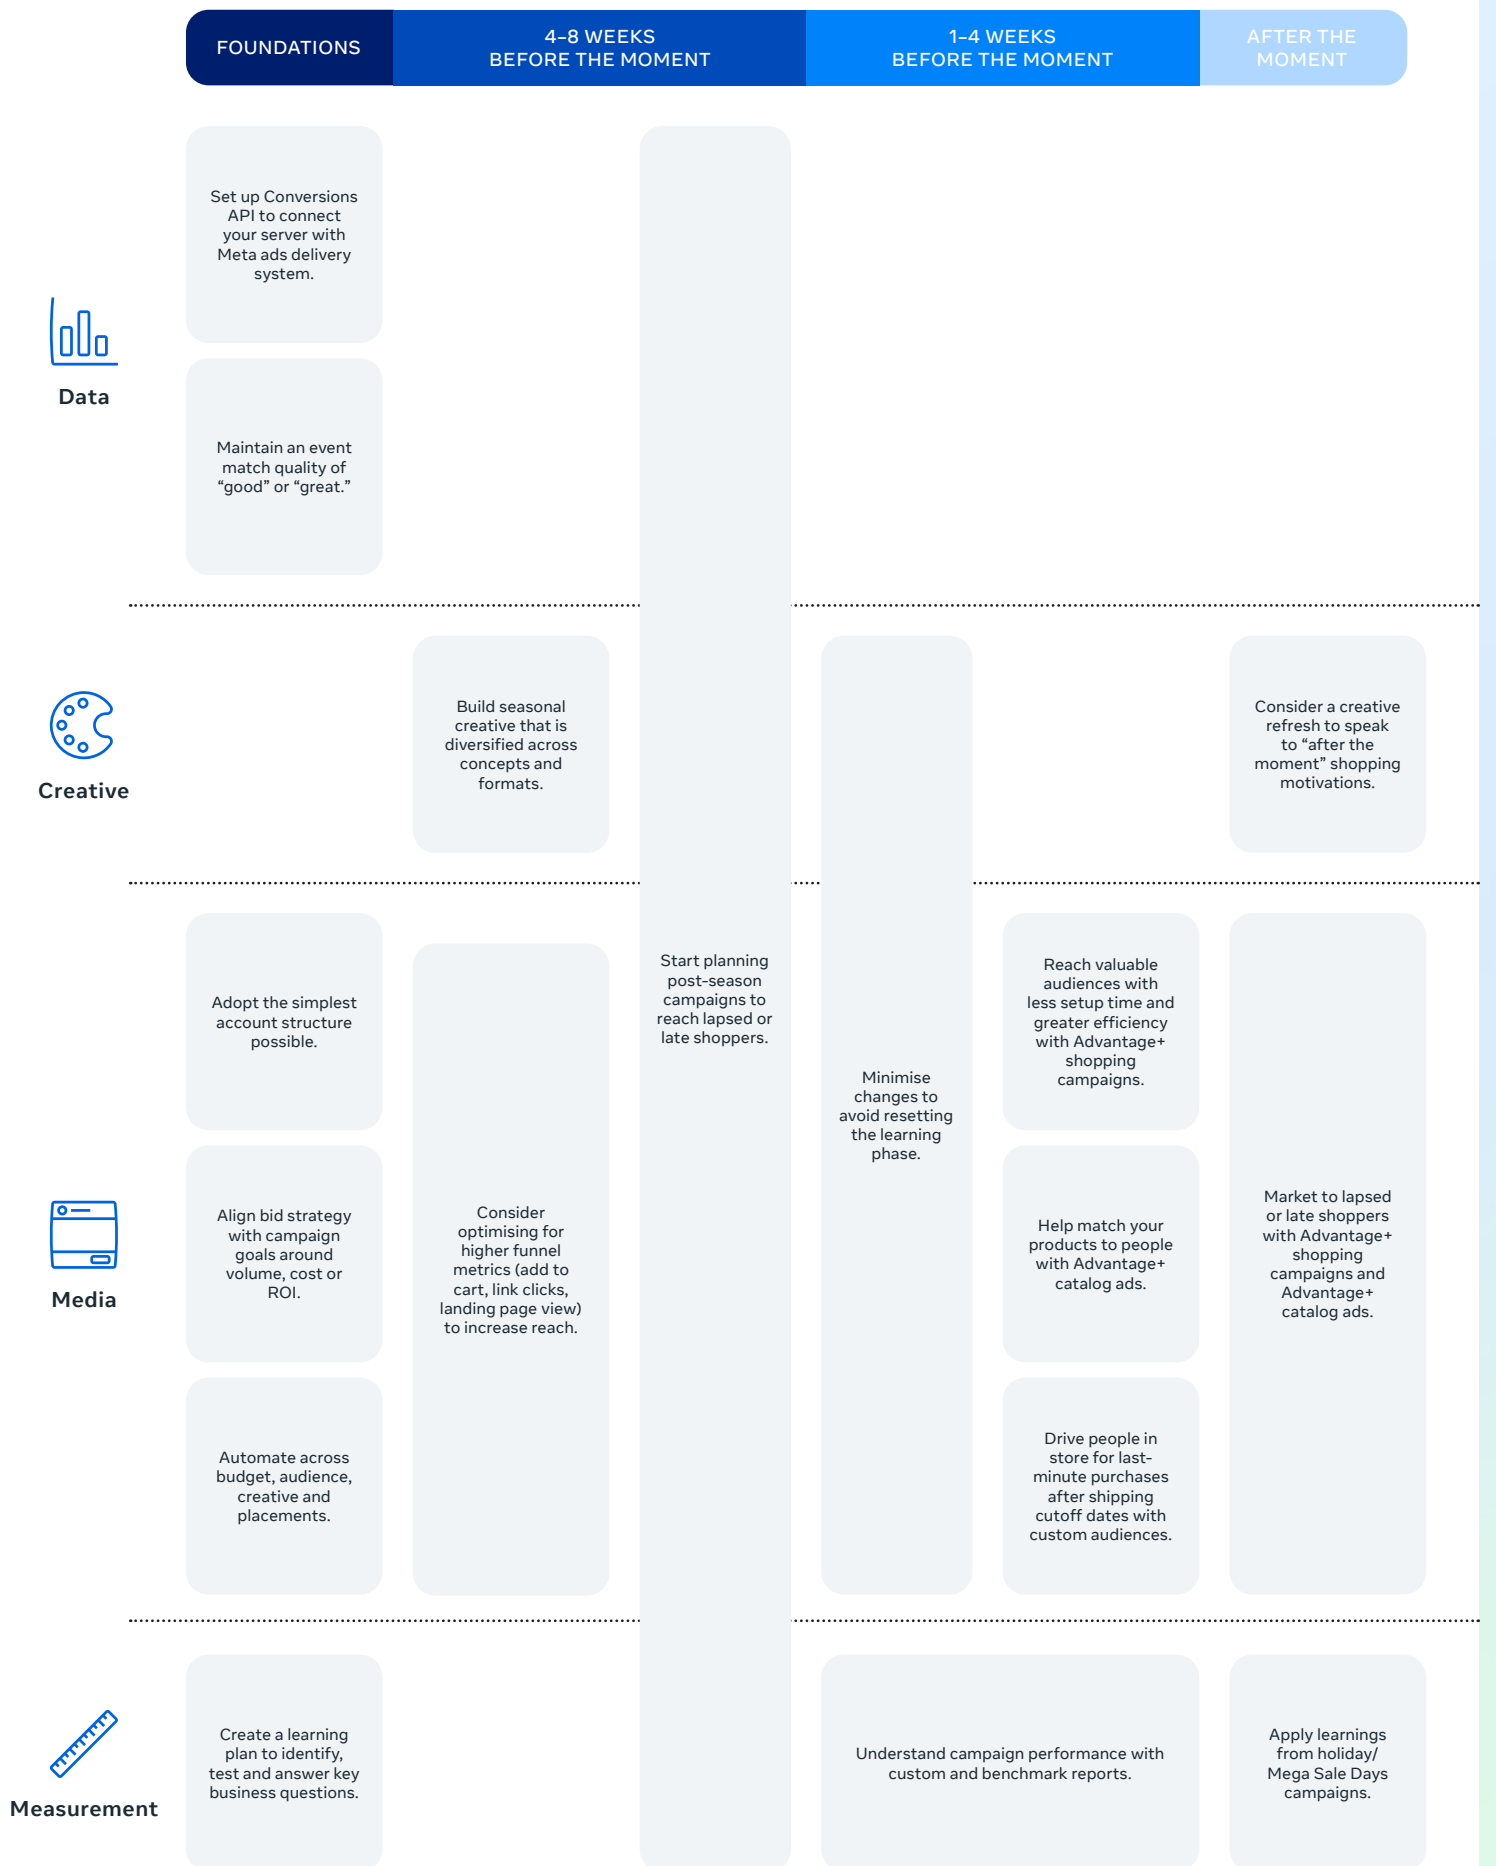 FOUNDATIONS
4–8 WEEKS
BEFORE THE MOMENT
1–4 WEEKS
BEFORE THE MOMENT
AFTER THE
MOMENT
Data
Set up Conversions
API to connect
your server with
Meta ads delivery
system.
Maintain an event
match quality of
“good” or “great.”
Creative
Build seasonal
creative that is
diversified across
concepts and
formats.
Consider a creative
refresh to speak
to “after the
moment” shopping
motivations.
Media
Adopt the simplest
account structure
possible.
Align bid strategy
with campaign
goals around
volume, cost or
ROI.
Automate across
budget, audience,
creative and
placements.
Consider
optimising for
higher funnel
metrics (add to
cart, link clicks,
landing page view)
to increase reach.
Start planning
post-season
campaigns to
reach lapsed or
late shoppers.
Minimise
changes to
avoid resetting
the learning
phase.
Reach valuable
audiences with
less setup time and
greater efficiency
with Advantage+
shopping
campaigns.
Help match your
products to people
with Advantage+
catalog ads.
Drive people in
store for last-
minute purchases
after shipping
cutoff dates with
custom audiences.
Market to lapsed
or late shoppers
with Advantage+
shopping
campaigns and
Advantage+
catalog ads.
Measurement
Create a learning
plan to identify,
test and answer key
business questions.
Understand campaign performance with
custom and benchmark reports.
Apply learnings
from holiday/
Mega Sale Days
campaigns.